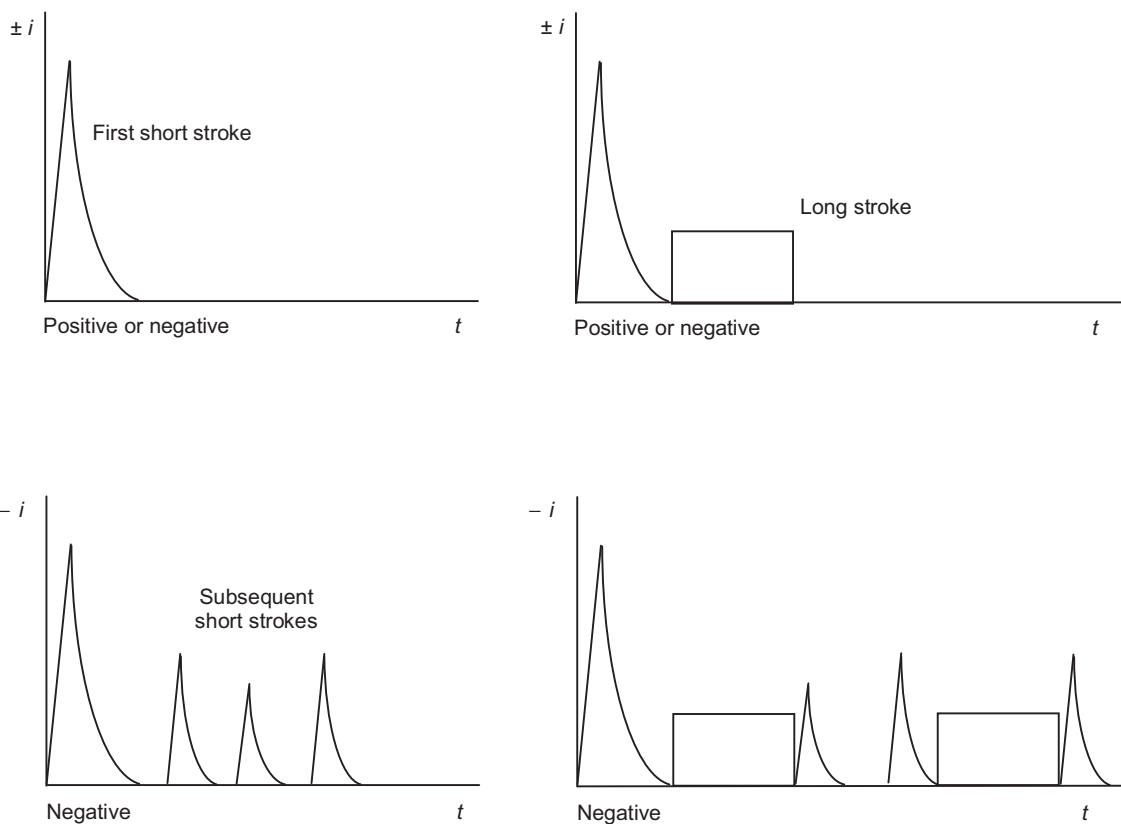 ± i
First short stroke
Positive or negative
t
± i
Long stroke
Positive or negative
t
– i
Subsequent
short strokes
Negative
t
– i
Negative
t